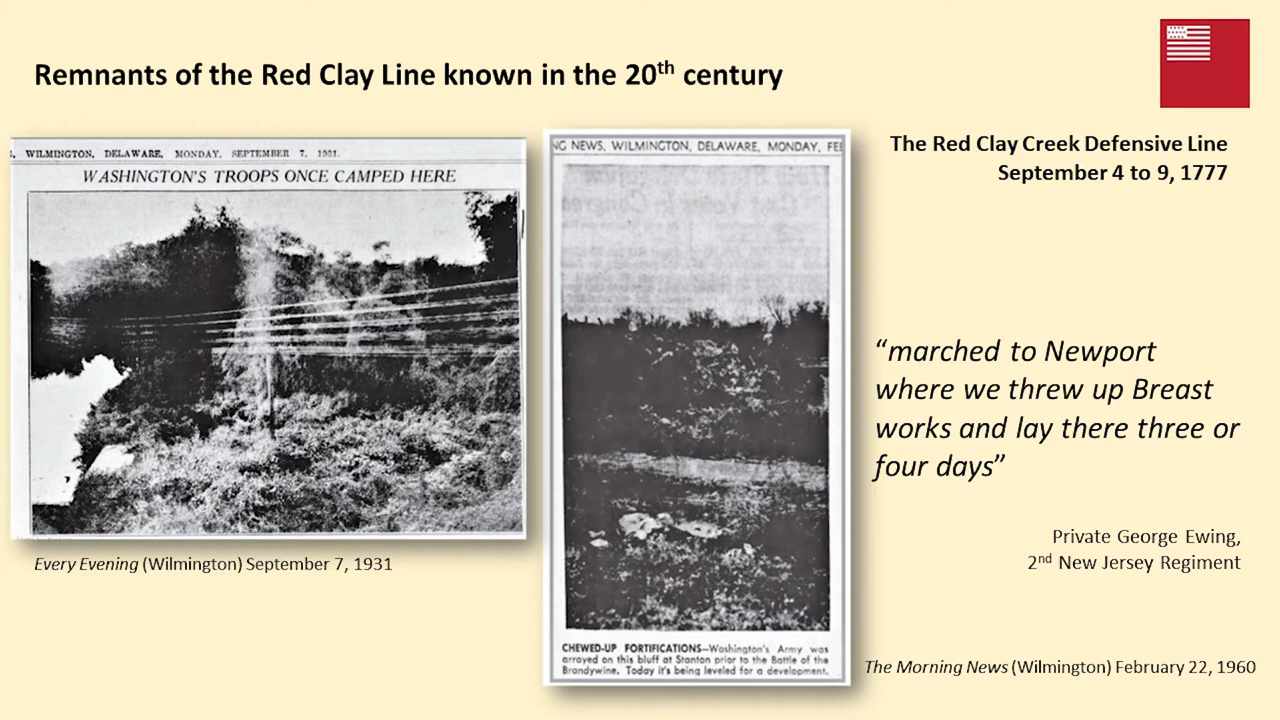 Remnants of the Red Clay Line known in the 20th century
WILMINGTON, DELAWARE, MONDAY, SEPTEMBER 7, 1931.
WASHINGTON'S TROOPS ONCE CAMPED HERE
Every Evening (Wilmington) September 7, 1931
NG NEWS, WILMINGTON, DELAWARE, MONDAY, FEB
CHEWED-UP FORTIFICATIONS—Washington's Army was
arrayed on this bluff at Stanton prior to the Battle of the
Brandywine. Today it's being leveled for a development.
The Red Clay Creek Defensive Line
September 4 to 9, 1777
“marched to Newport
where we threw up Breast
works and lay there three or
four days”
Private George Ewing,
2nd New Jersey Regiment
The Morning News (Wilmington) February 22, 1960